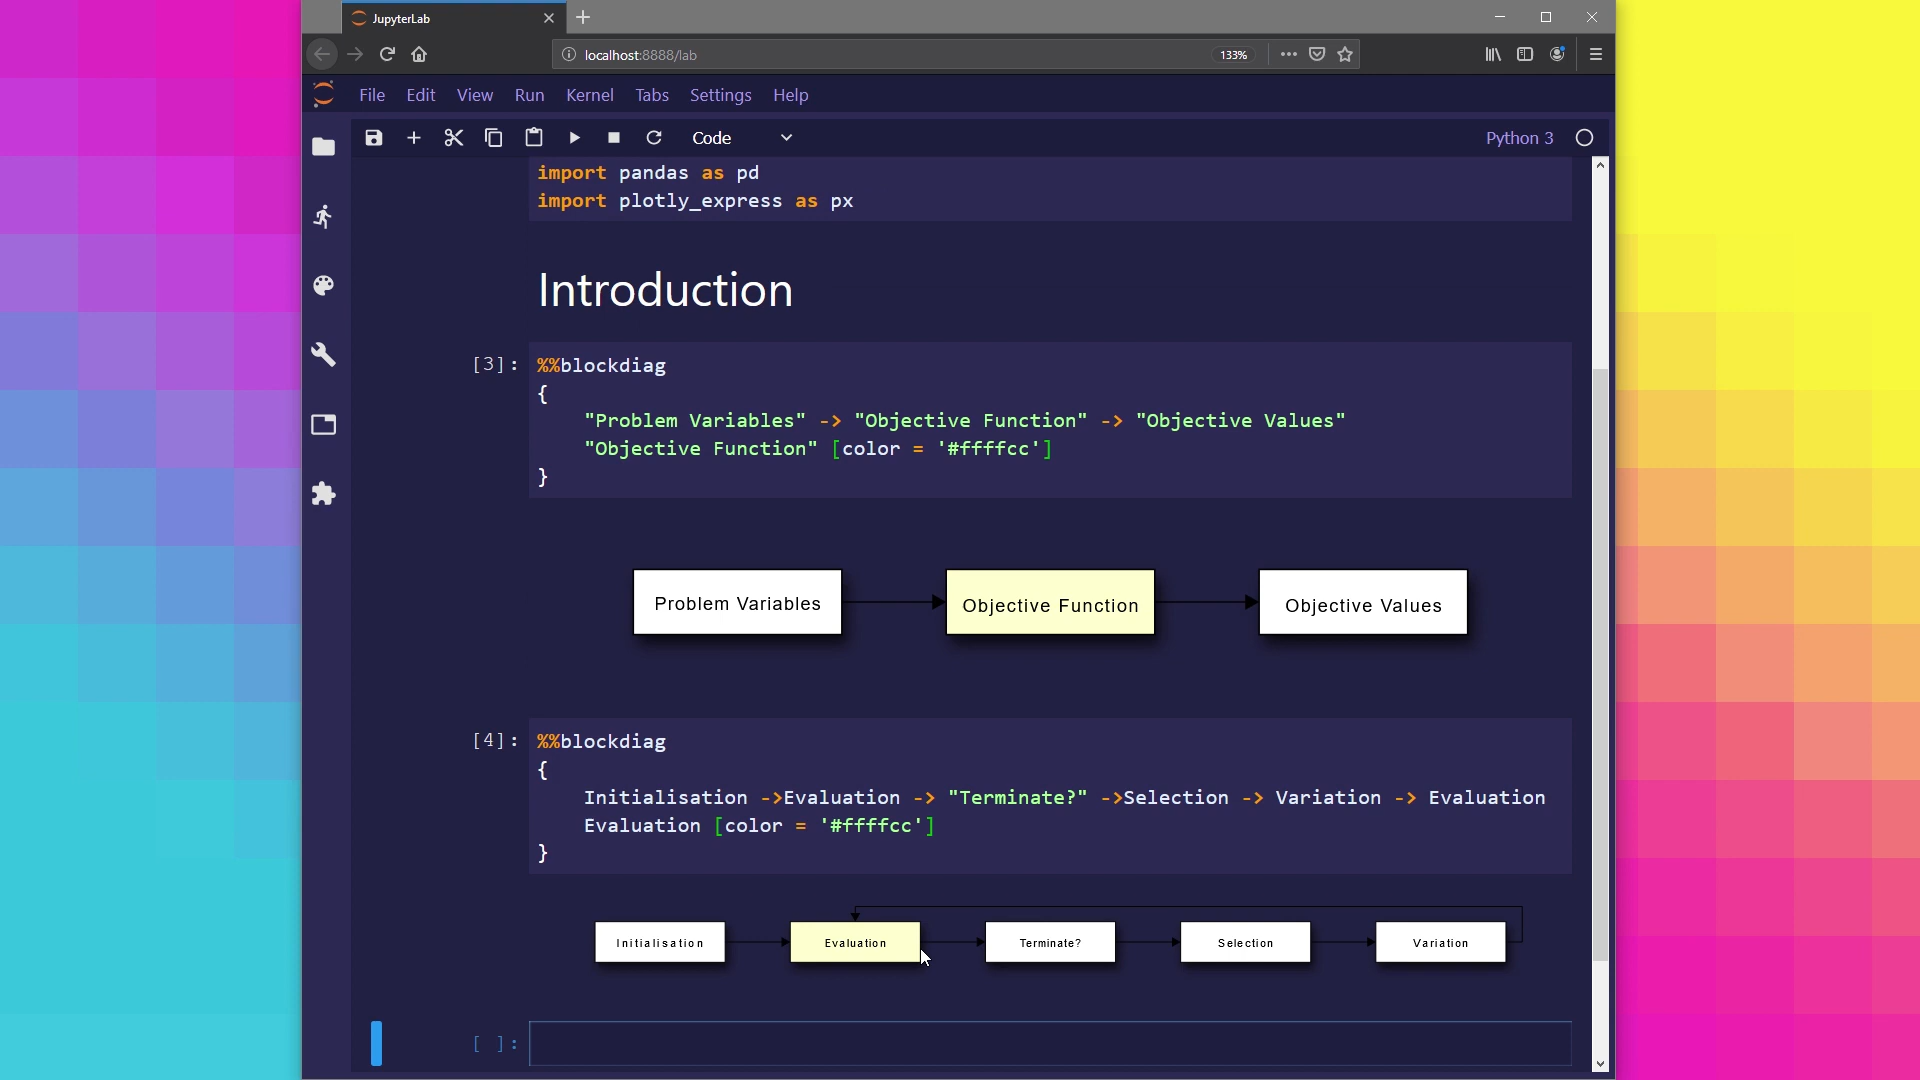 JupyterLab
localhost:8888/lab
133%
File Edit View Run Kernel Tabs Settings Help
Code
Python 3
import pandas as pd
import plotly_express as px
Introduction
[3]: %%blockdiag
{
"Problem Variables" -> "Objective Function" -> "Objective Values"
"Objective Function" [color = '#ffffcc']
}
Problem Variables
Objective Function
Objective Values
[4]: %%blockdiag
{
Initialisation ->Evaluation -> "Terminate?" ->Selection -> Variation -> Evaluation
Evaluation [color = '#ffffcc']
}
Initialisation
Evaluation
Terminate?
Selection
Variation
[ ]: